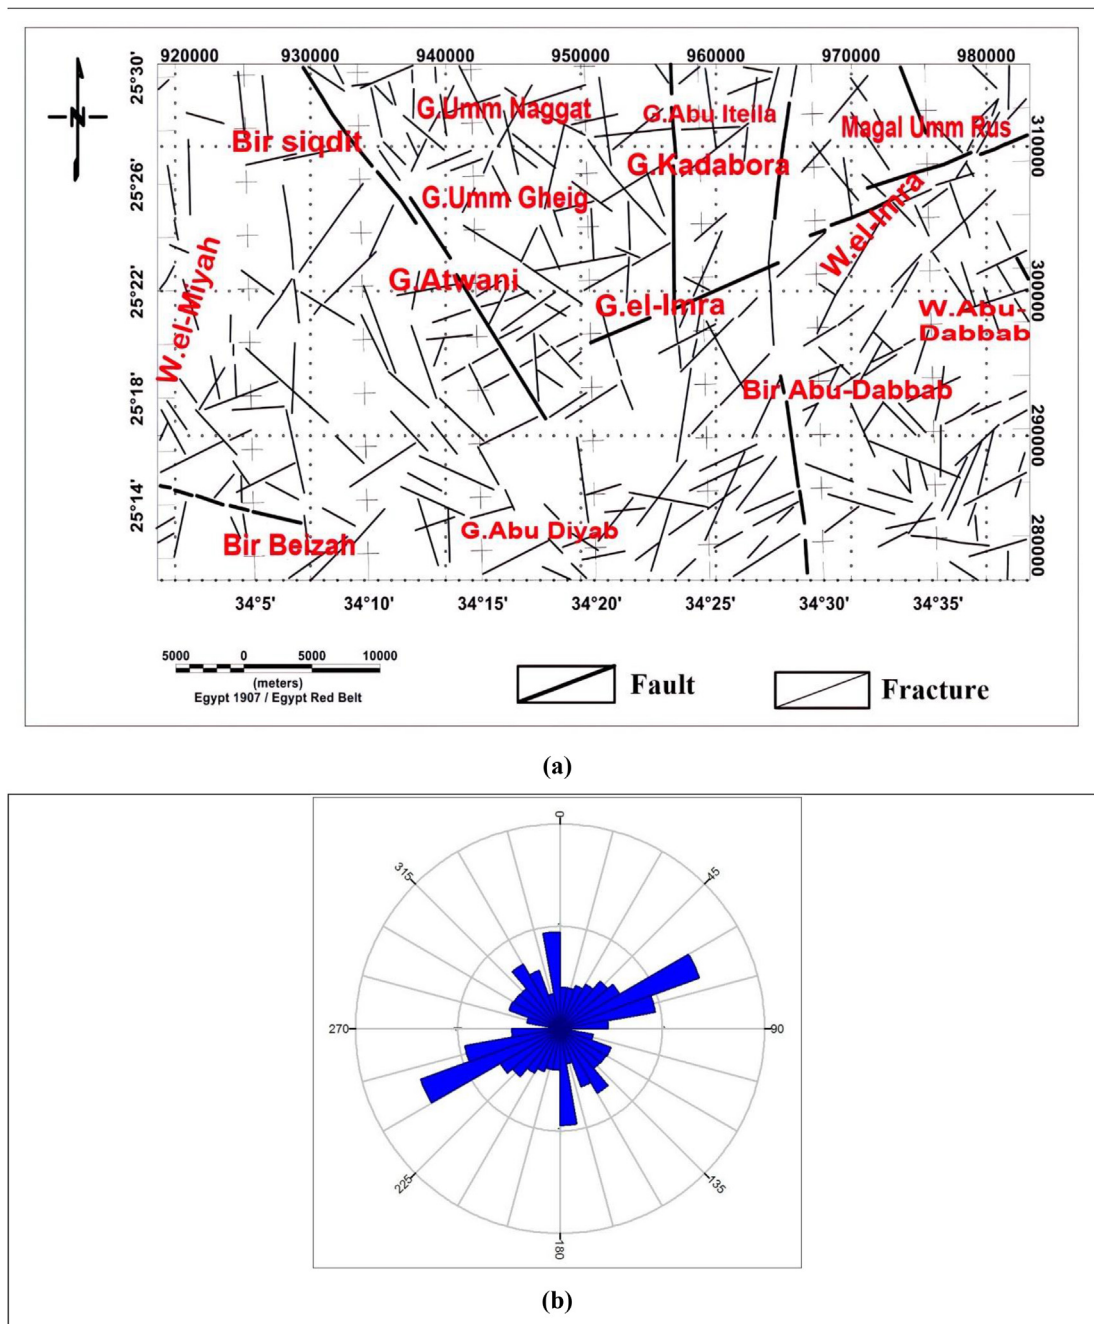 920000 930000 940000 950000 960000 970000 980000
25°30'
25°26'
25°22'
25°18'
25°14'
310000
300000
290000
280000
N
G.Umm Naggat
G.Abu Iteila
Magal Umm Rus
Bir siqdit
G.Kadabora
G.Umm Gheig
W.el-Imra
W.el-Miyah
G.Atwani
G.el-Imra
W.Abu-
Dabbab
Bir Abu-Dabbab
G.Abu Diyab
Bir Beizah
34°5' 34°10' 34°15' 34°20' 34°25' 34°30' 34°35'
5000 0 5000 10000
(meters)
Egypt 1907 / Egypt Red Belt
Fault
Fracture
(a)
0
45
90
135
180
225
270
315
(b)